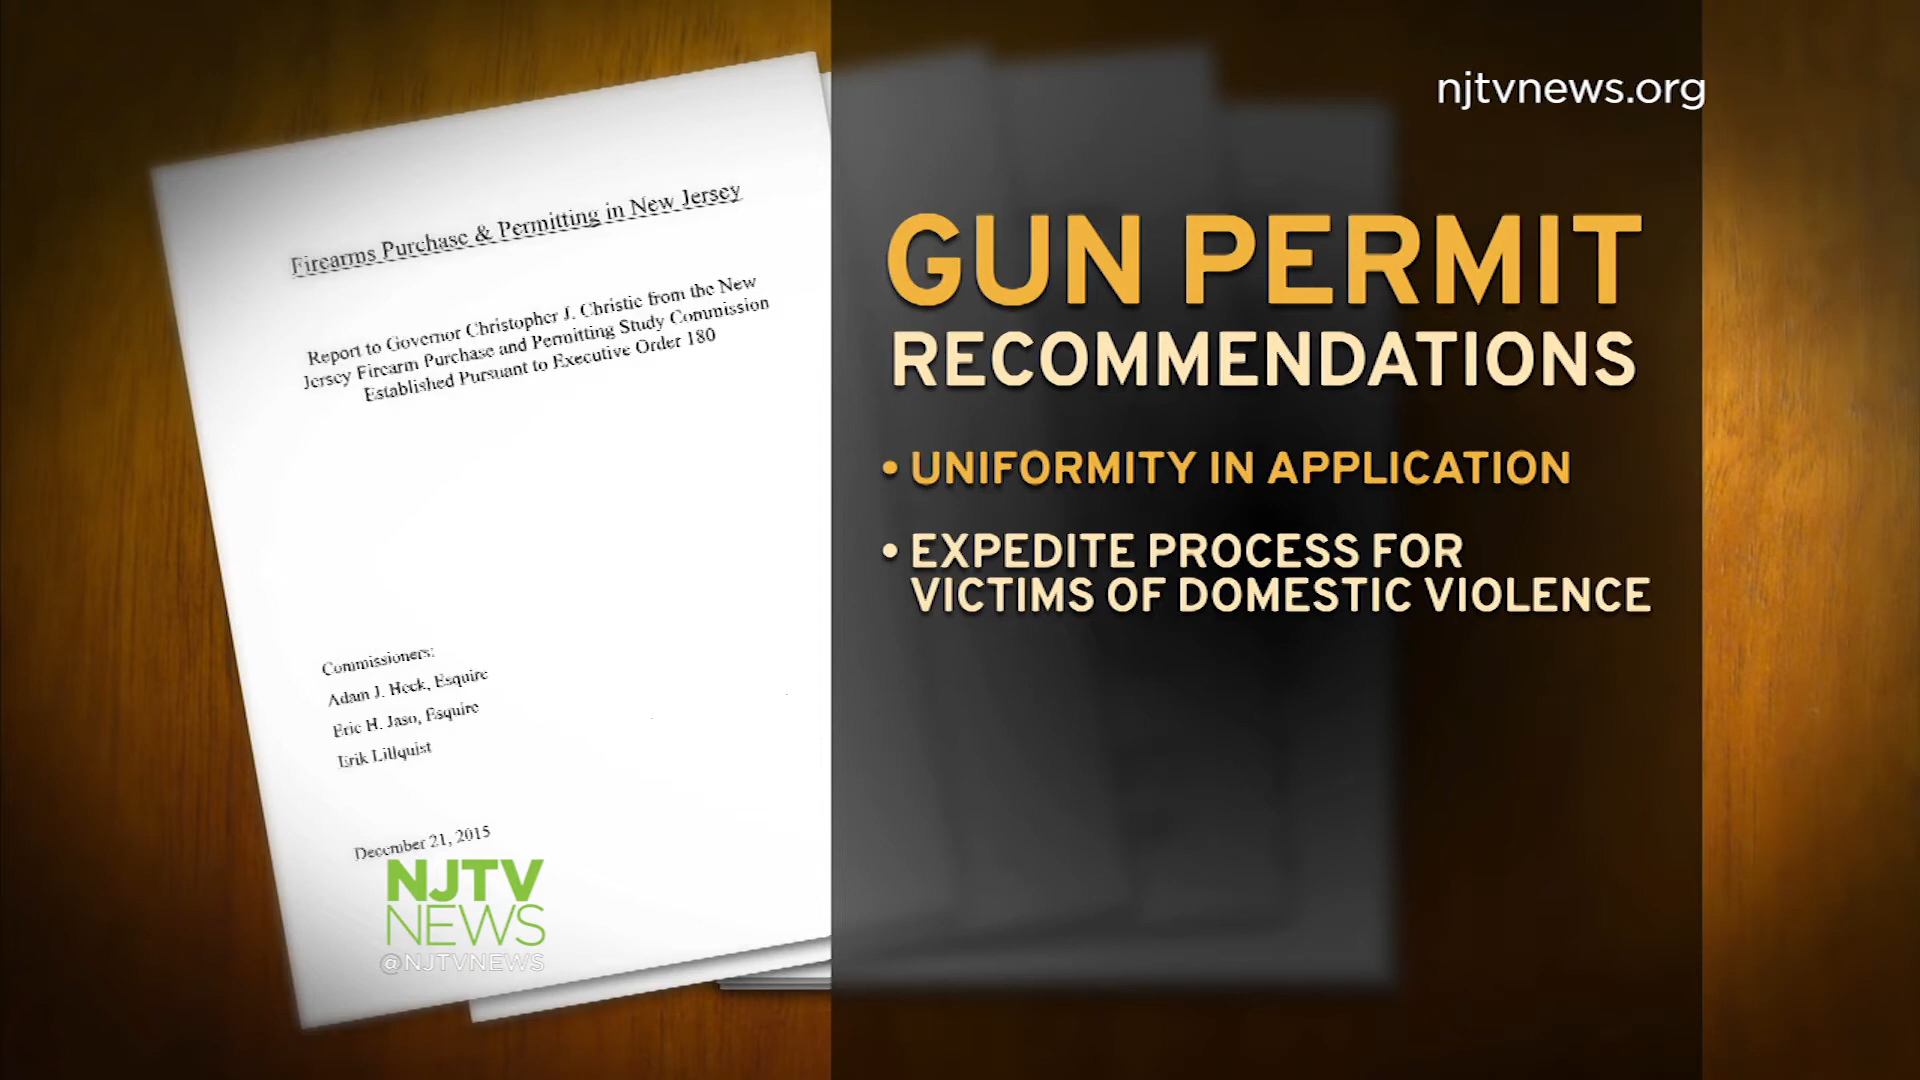 Firearms Purchase & Permitting in New Jersey
Report to Governor Christopher J. Christie from the New
Jersey Firearm Purchase and Permitting Study Commission
Established Pursuant to Executive Order 180
Commissioners:
Adam J. Heck, Esquire
Eric H. Jaso, Esquire
Erik Lillquist
December 21, 2015
NJTV
NEWS
@NJTVNEWS
njtvnews.org
GUN PERMIT
RECOMMENDATIONS
• UNIFORMITY IN APPLICATION
• EXPEDITE PROCESS FOR
VICTIMS OF DOMESTIC VIOLENCE